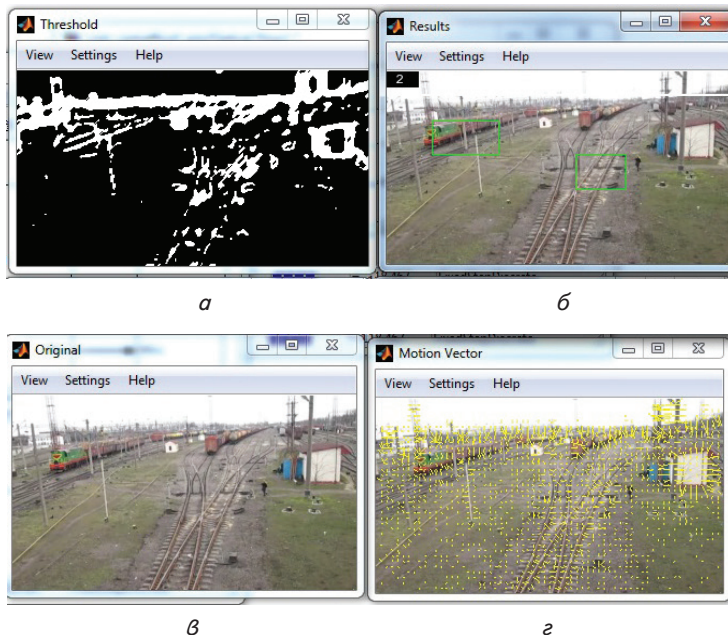 Threshold
View Settings Help
а
Results
View Settings Help
2
б
Original
View Settings Help
в
Motion Vector
View Settings Help
г